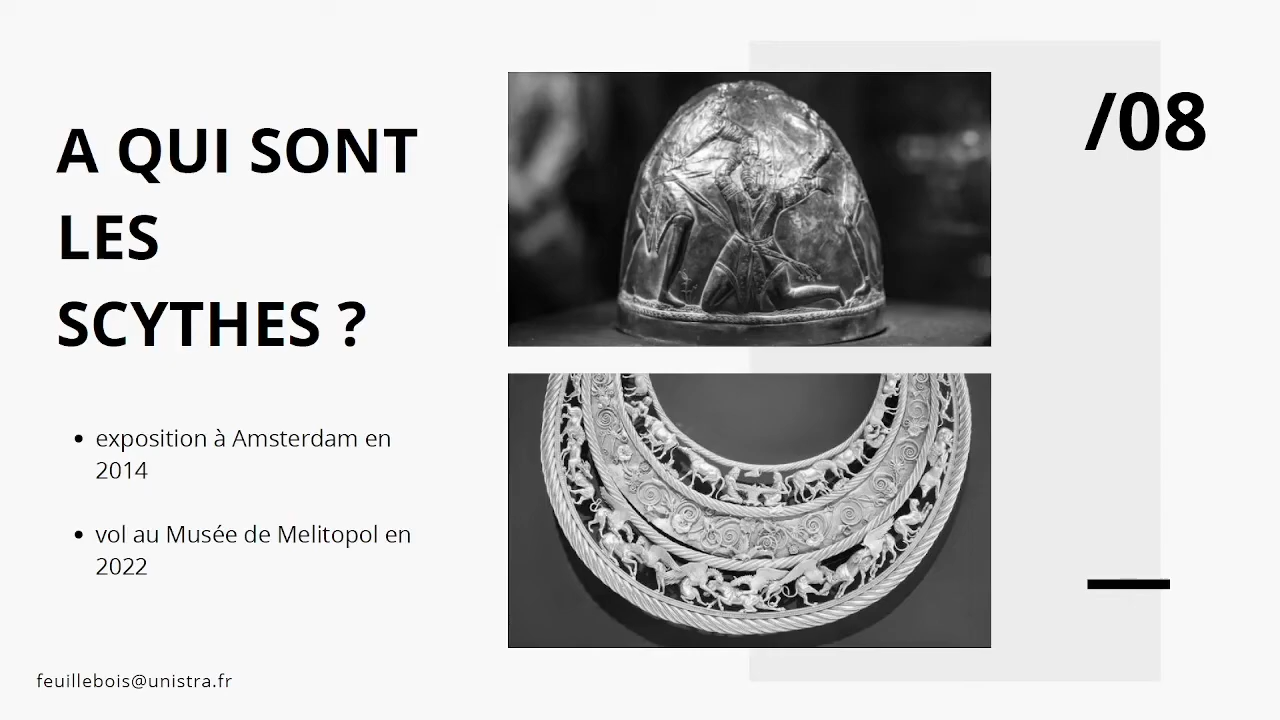 A QUI SONT
LES
SCYTHES ?
/08
• exposition à Amsterdam en
2014
• vol au Musée de Melitopol en
2022
feuillebois@unistra.fr